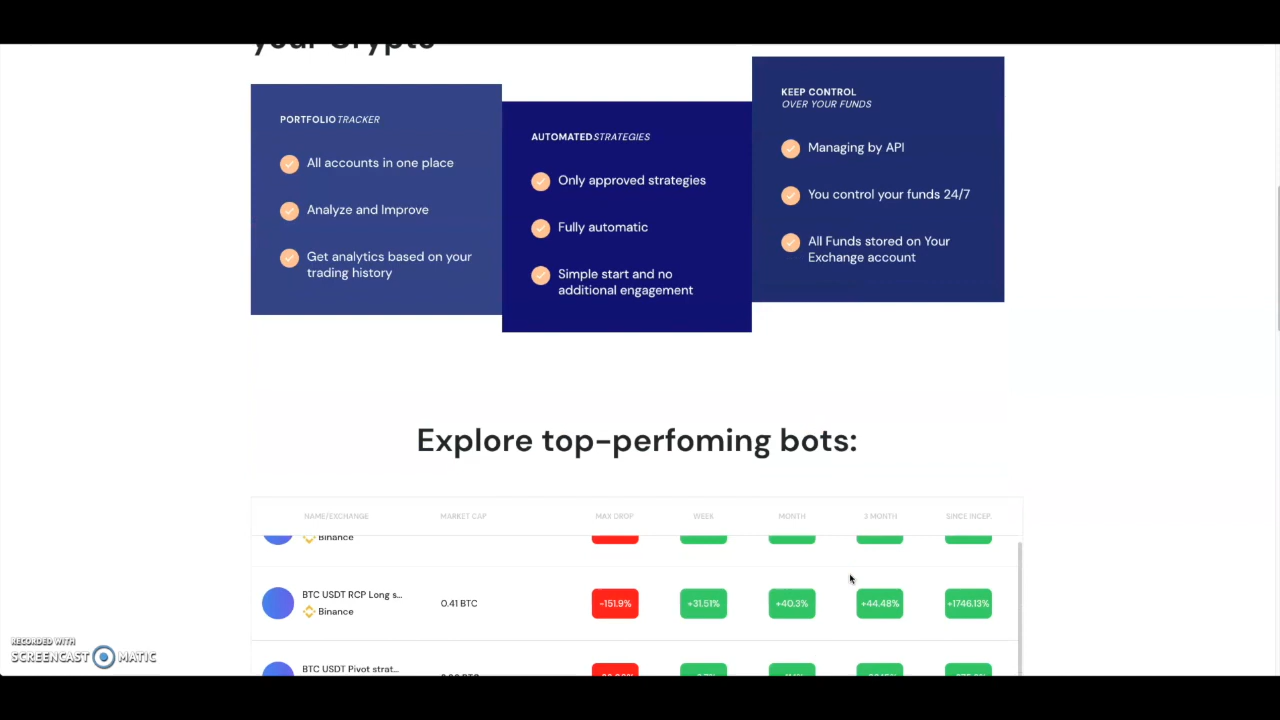 your Crypto
PORTFOLIO TRACKER
All accounts in one place
Analyze and Improve
Get analytics based on your
trading history
AUTOMATED STRATEGIES
Only approved strategies
Fully automatic
Simple start and no
additional engagement
KEEP CONTROL
OVER YOUR FUNDS
Managing by API
You control your funds 24/7
All Funds stored on Your
Exchange account
Explore top-perfoming bots:
NAME/EXCHANGE MARKET CAP MAX DROP WEEK MONTH 3 MONTH SINCE INCEP.
Binance
BTC USDT RCP Long s...
Binance
0.41 BTC -151.9% +31.51% +40.3% +44.48% +1746.13%
BTC USDT Pivot strat...
RECORDED WITH
SCREENCAST MATIC